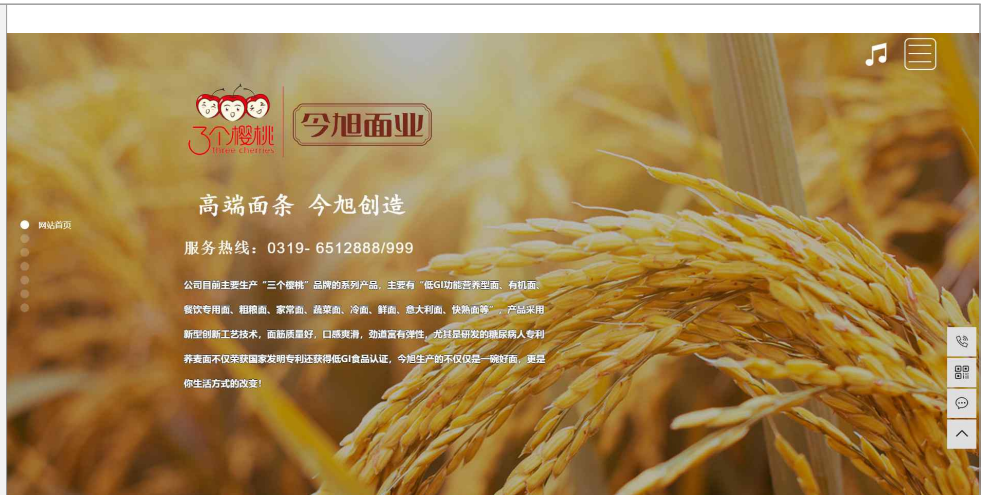 3个樱桃
three cherries
今旭面业
高端面条 今旭创造
网站首页
服务热线：0319- 6512888/999
公司目前主要生产“三个樱桃”品牌的系列产品，主要有“低GI功能营养型面、有机面、
餐饮专用面、粗粮面、家常面、蔬菜面、冷面、鲜面、意大利面、快熟面等”，产品采用
新型创新工艺技术，面筋质量好，口感爽滑，劲道富有弹性，尤其是研发的糖尿病人专利
荞麦面不仅荣获国家发明专利还获得低GI食品认证，今旭生产的不仅仅是一碗好面，更是
你生活方式的改变！